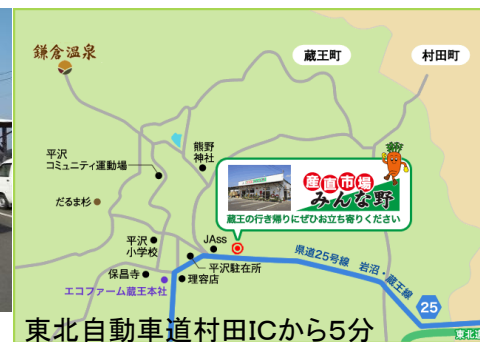 鎌倉温泉
蔵王町
村田町
熊野
神社
平沢
コミュニティ運動場
産直市場
みんな野
蔵王の行き帰りにぜひお立ち寄りください
だるま杉
平沢
小学校
JAss
県道25号線 岩沼・蔵王線
平沢駐在所
保昌寺
理容店
エコファーム蔵王本社
25
東北自動車道村田ICから5分
東北道